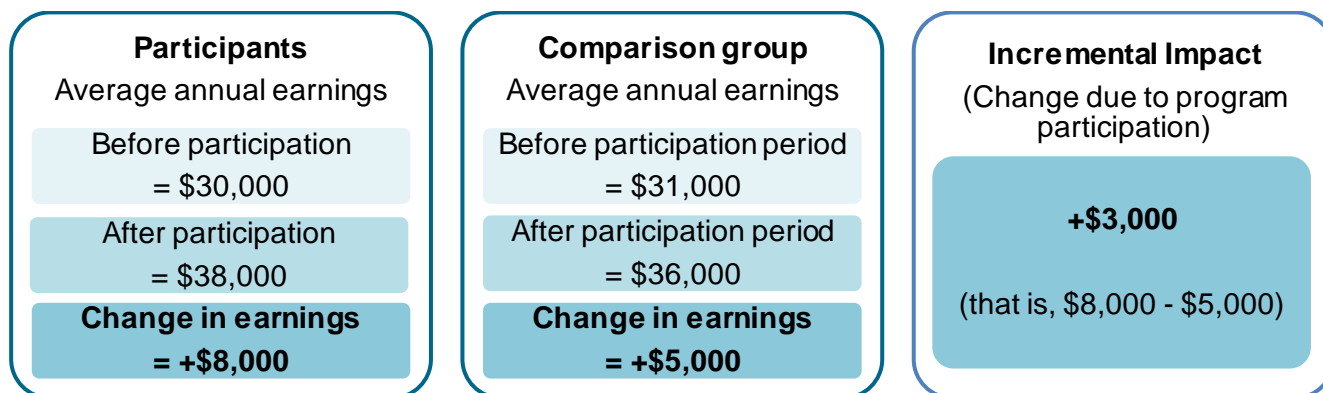 Participants
Average annual earnings
Before participation
= $30,000
After participation
= $38,000
Change in earnings
= +$8,000
Comparison group
Average annual earnings
Before participation period
= $31,000
After participation period
= $36,000
Change in earnings
= +$5,000
Incremental Impact
(Change due to program
participation)
+$3,000
(that is, $8,000 - $5,000)